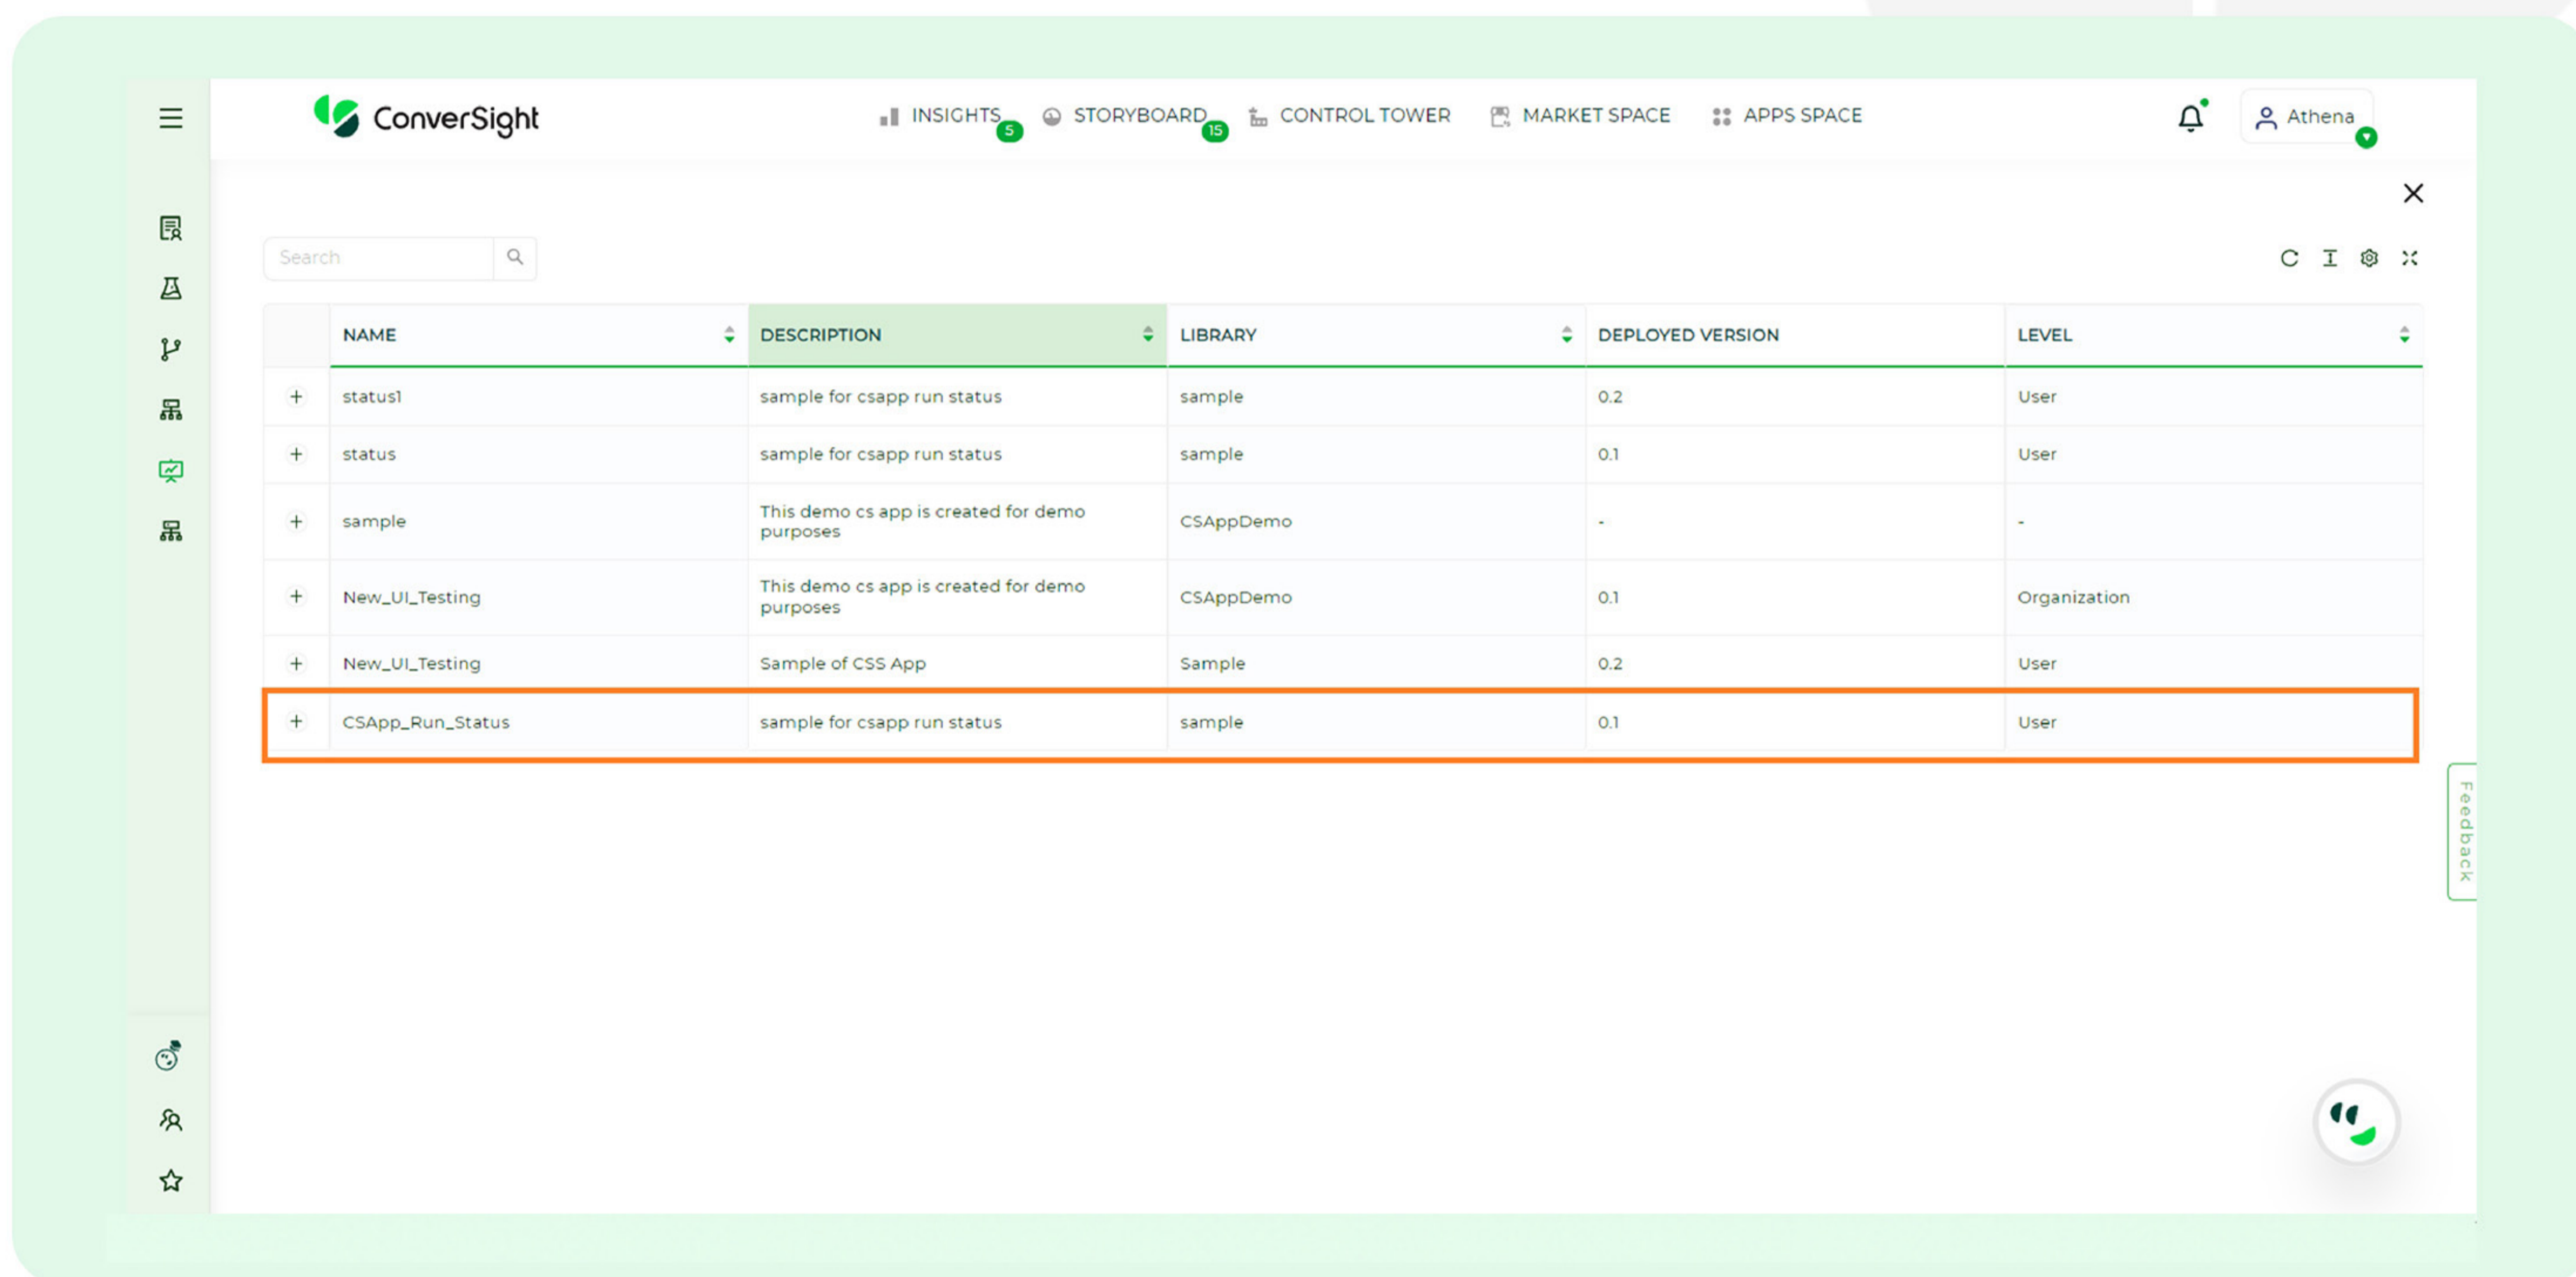 ConverSight
INSIGHTS 5 STORYBOARD 15 CONTROL TOWER MARKET SPACE APPS SPACE
Athena
Search
NAME DESCRIPTION LIBRARY DEPLOYED VERSION LEVEL
status1 sample for csapp run status sample 0.2 User
status sample for csapp run status sample 0.1 User
sample This demo cs app is created for demo CSAppDemo - -
purposes
New_UI_Testing This demo cs app is created for demo CSAppDemo 0.1 Organization
purposes
New_UI_Testing Sample of CSS App Sample 0.2 User
CSApp_Run_Status sample for csapp run status sample 0.1 User
Feedback